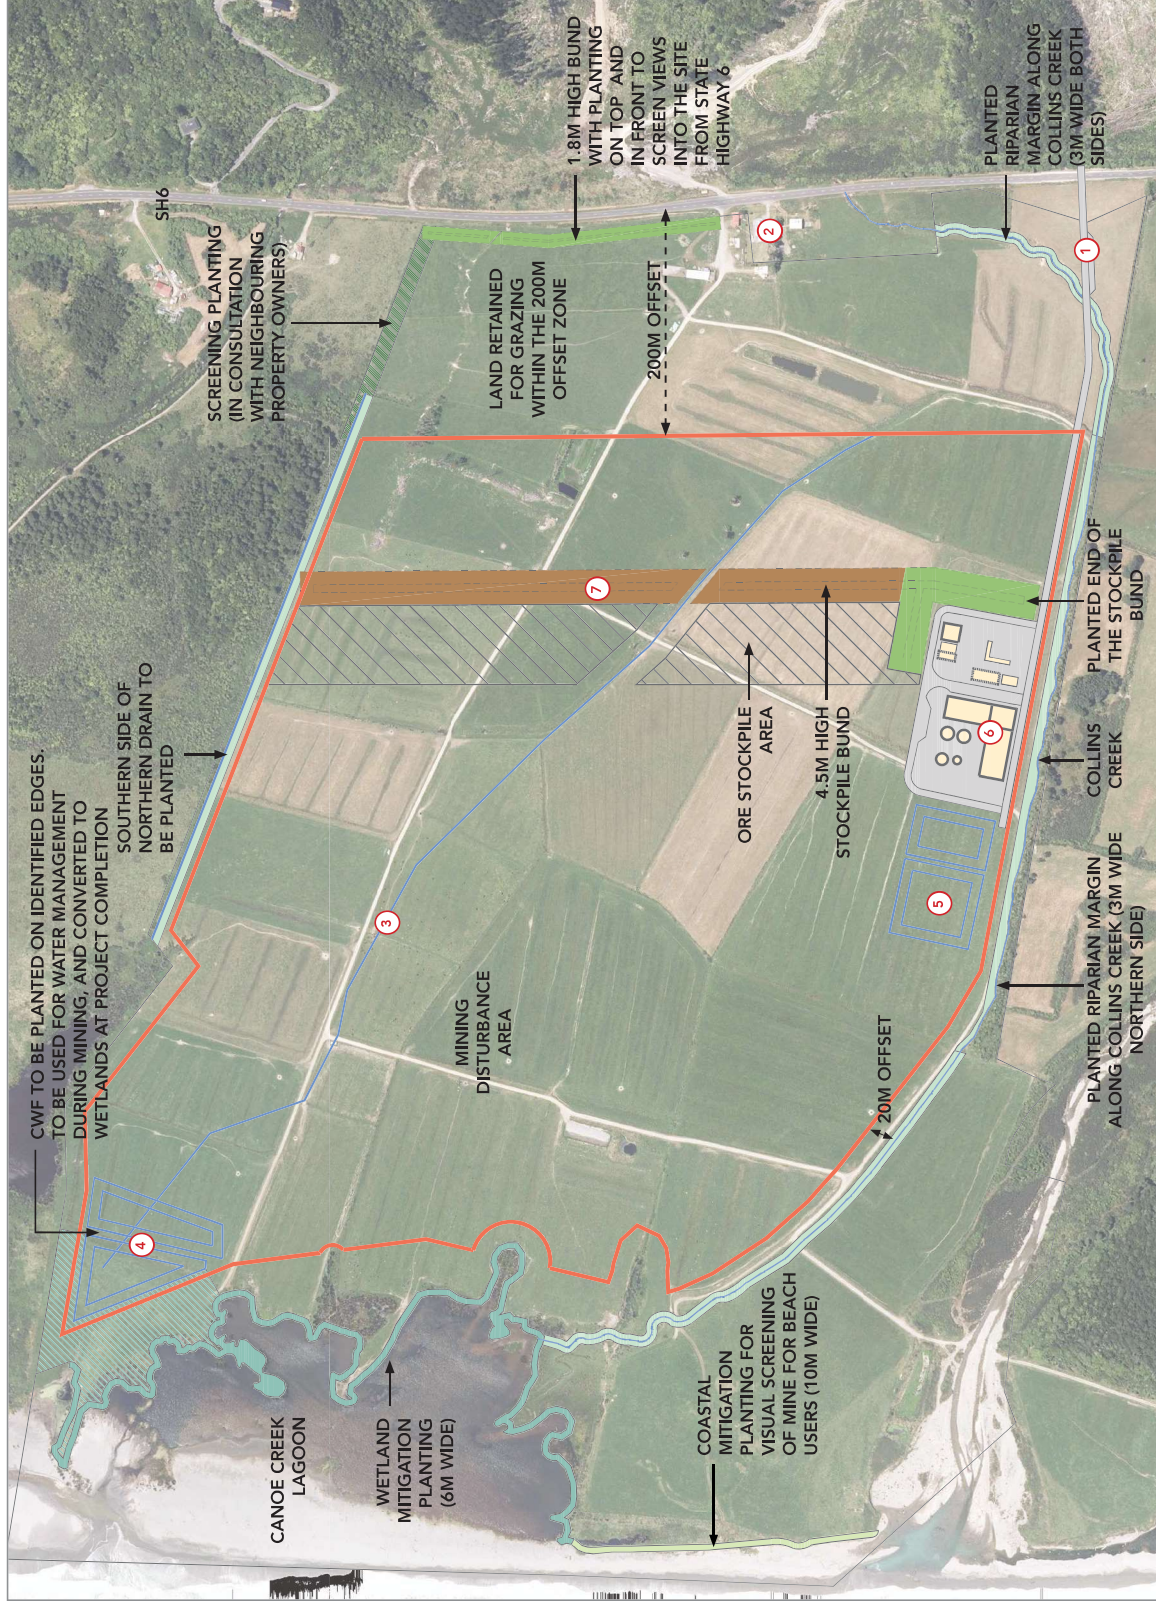 CWF TO BE PLANTED ON IDENTIFIED EDGES.
TO BE USED FOR WATER MANAGEMENT
DURING MINING, AND CONVERTED TO
WETLANDS AT PROJECT COMPLETION
SOUTHERN SIDE OF
NORTHERN DRAIN TO
BE PLANTED
SCREENING PLANTING
(IN CONSULTATION
WITH NEIGHBOURING
PROPERTY OWNERS)
SH6
1.8M HIGH BUND
WITH PLANTING
ON TOP AND
IN FRONT TO
SCREEN VIEWS
INTO THE SITE
FROM STATE
HIGHWAY 6
LAND RETAINED
FOR GRAZING
WITHIN THE 200M
OFFSET ZONE
200M OFFSET
PLANTED
RIPARIAN
MARGIN ALONG
COLLINS CREEK
(3M WIDE BOTH
SIDES)
1
2
3
4
5
6
7
CANOE CREEK
LAGOON
WETLAND
MITIGATION
PLANTING
(6M WIDE)
MINING
DISTURBANCE
AREA
ORE STOCKPILE
AREA
4.5M HIGH
STOCKPILE BUND
PLANTED END OF
THE STOCKPILE
BUND
COLLINS
CREEK
20M OFFSET
PLANTED RIPARIAN MARGIN
ALONG COLLINS CREEK (3M WIDE
NORTHERN SIDE)
COASTAL
MITIGATION
PLANTING FOR
VISUAL SCREENING
OF MINE FOR BEACH
USERS (10M WIDE)